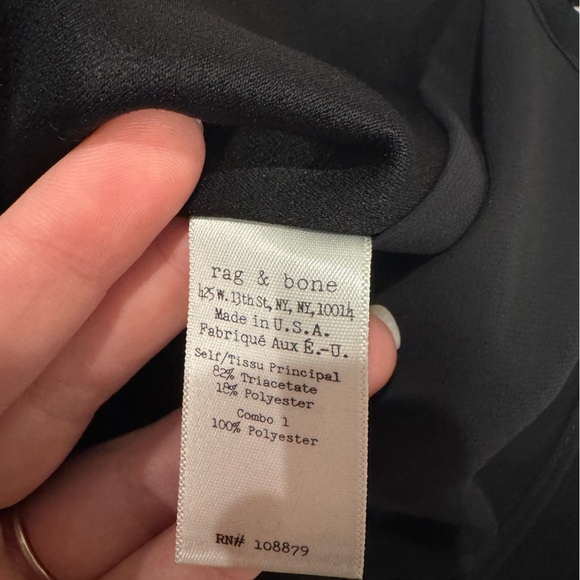 rag & bone
425 W. 13th St, NY, NY, 10014
Made in U.S.A.
Fabriqué Aux É.-U.
Self/Tissu Principal
82% Triacetate
18% Polyester
Combo 1
100% Polyester
RN# 108879